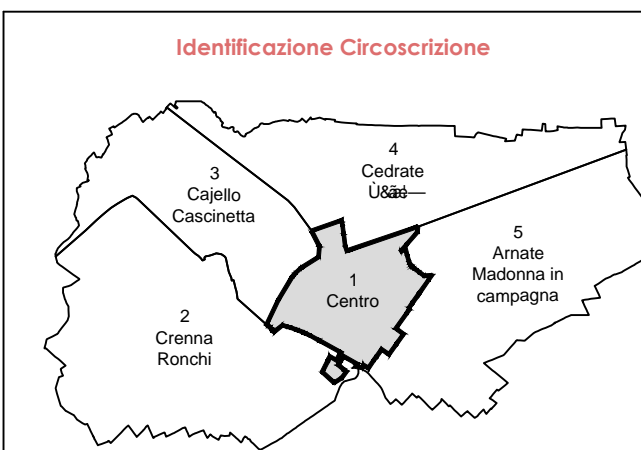 Identificazione Circoscrizione
3
Cajello
Cascinetta
4
Cedrate
5
Arnate
Madonna in
campagna
1
Centro
2
Crenna
Ronchi